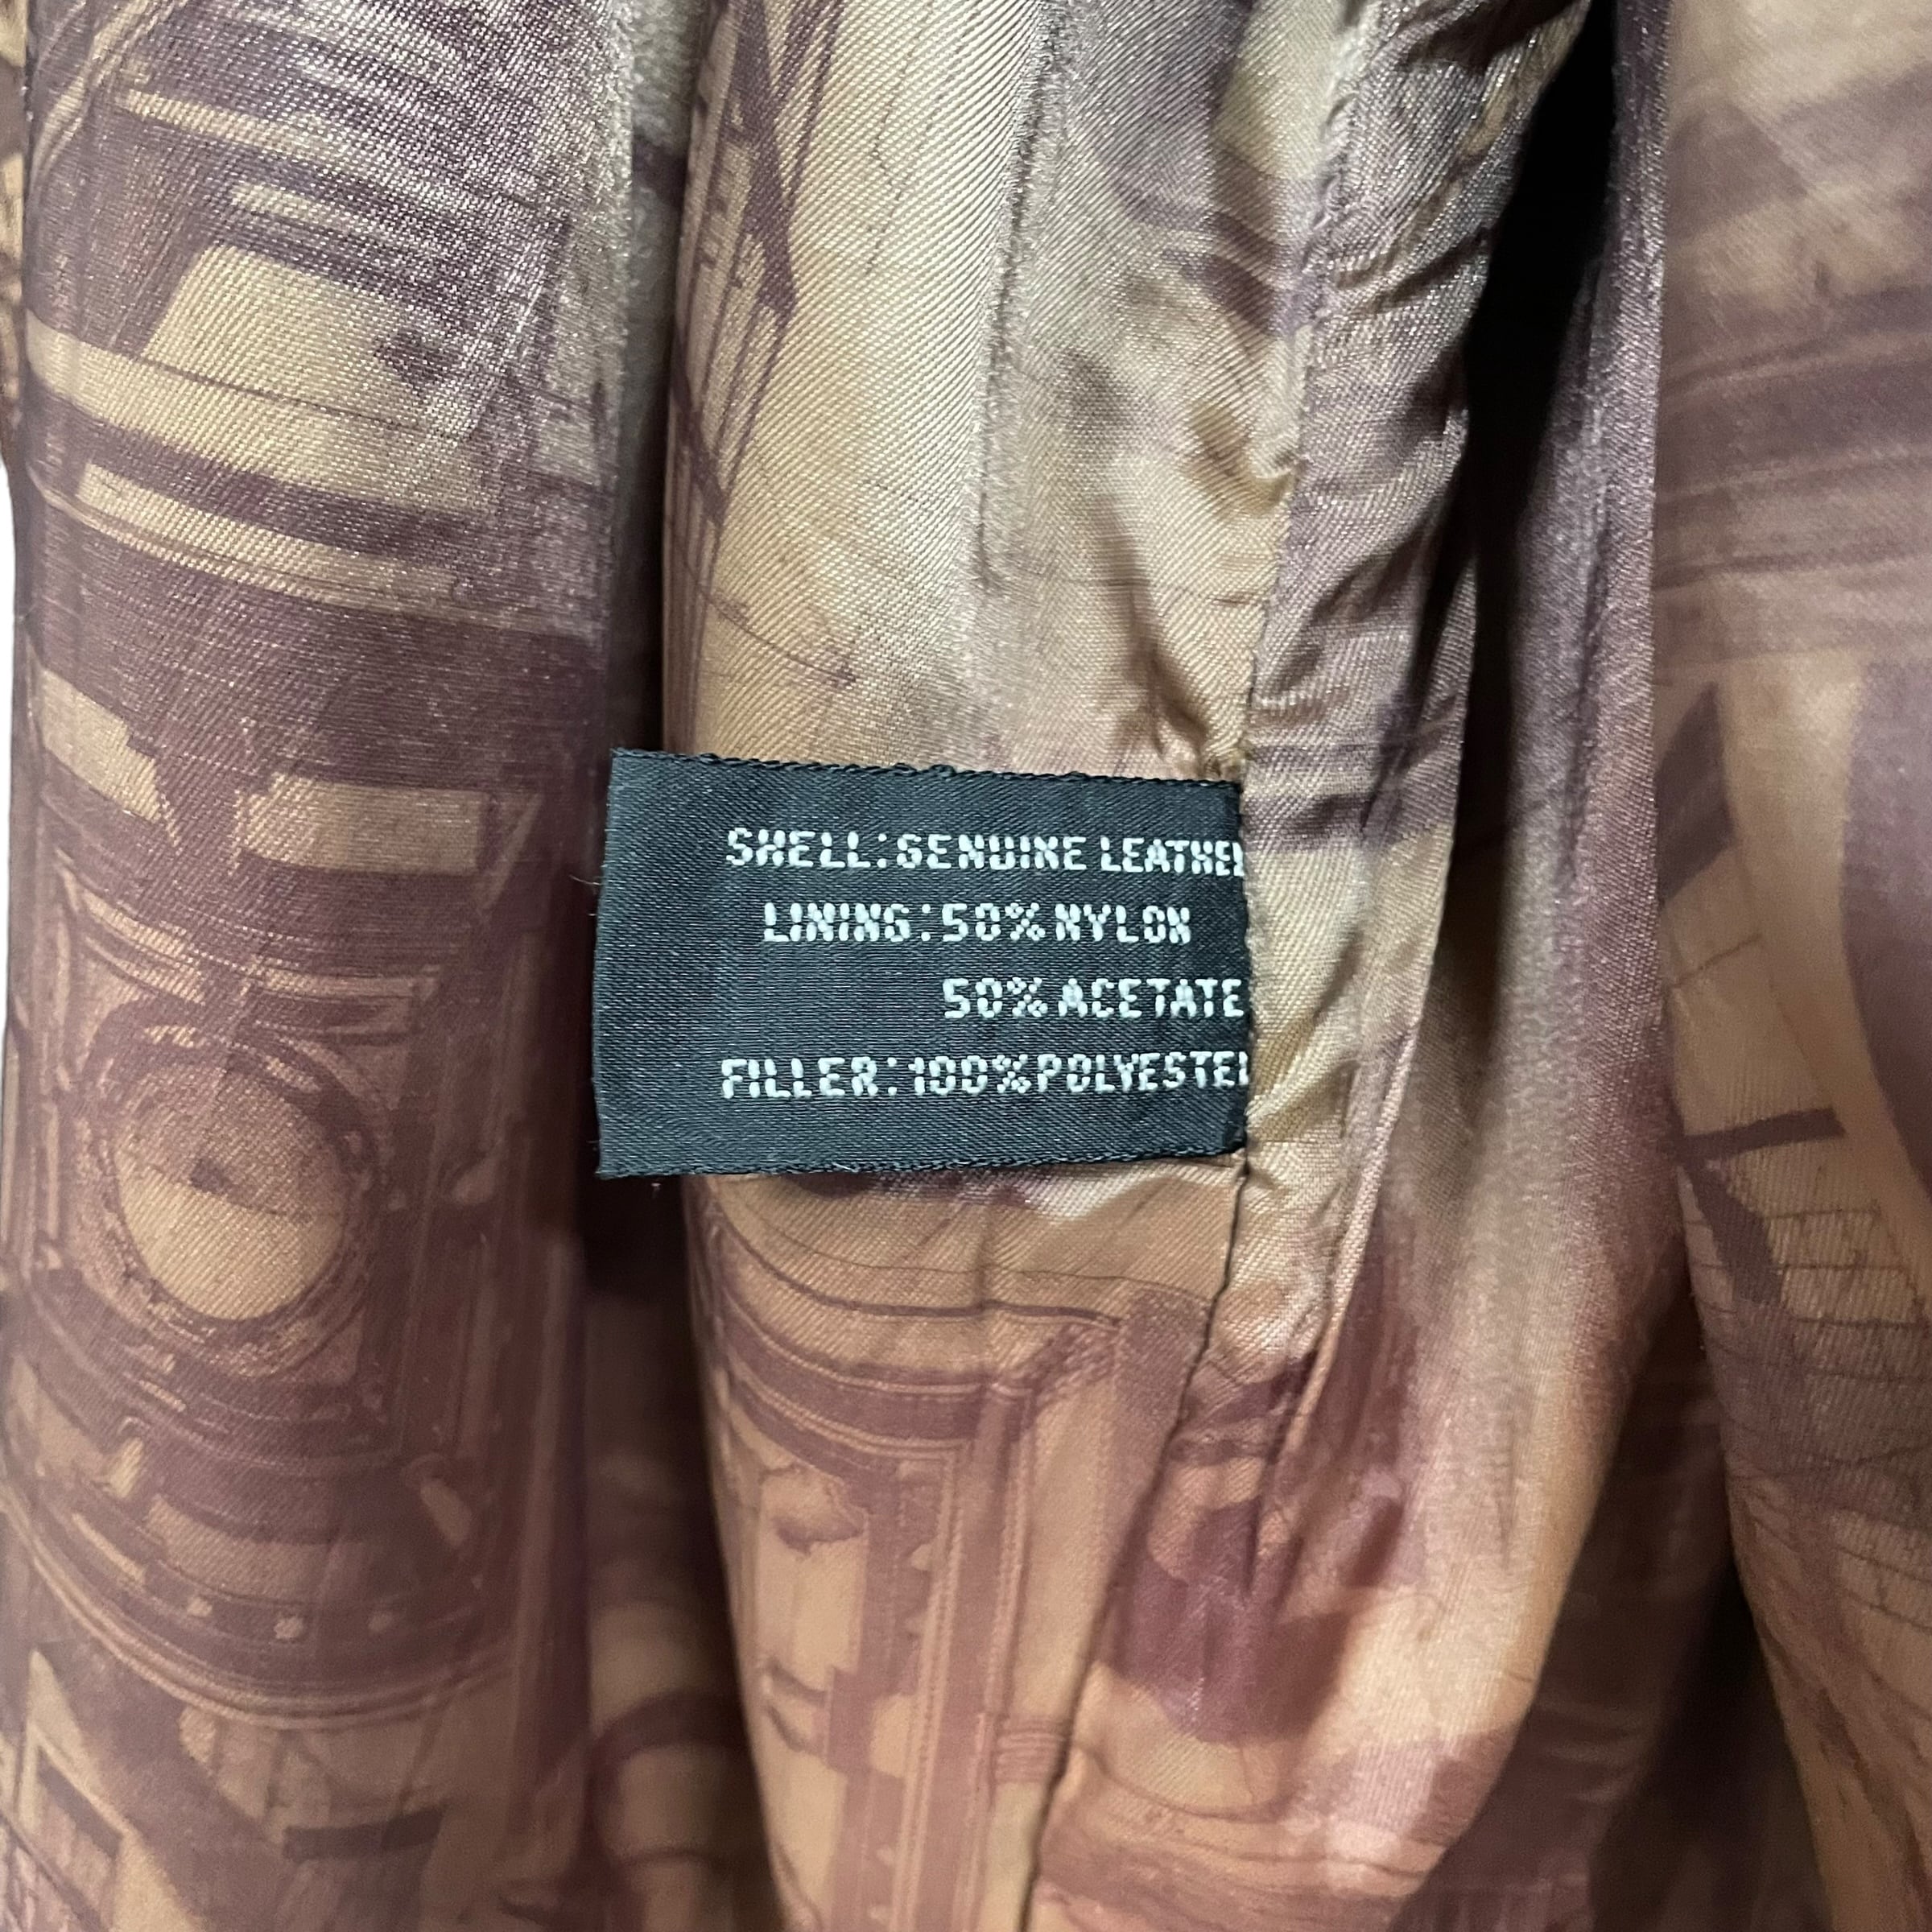 SHELL:GENUINE LEATHER
LINING:50% NYLON
50% ACETATE
FILLER:100% POLYESTER